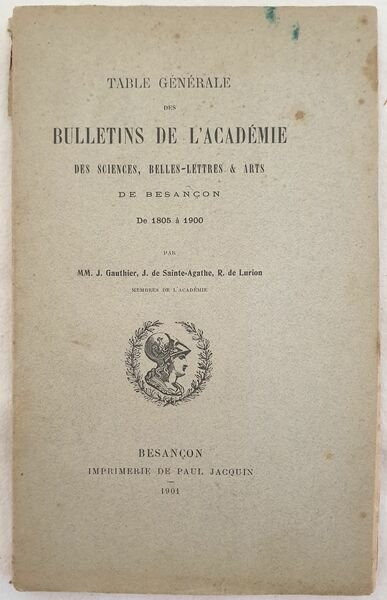 TABLE GÉNÉRALE
DES
BULLETINS DE L'ACADÉMIE
DES SCIENCES, BELLES-LETTRES & ARTS
DE BESANÇON
De 1805 à 1900
PAR
MM. J. Gauthier, J. de Sainte-Agathe, R. de Lurion
MEMBRES DE L'ACADÉMIE
BESANÇON
IMPRIMERIE DE PAUL JACQUIN
1901